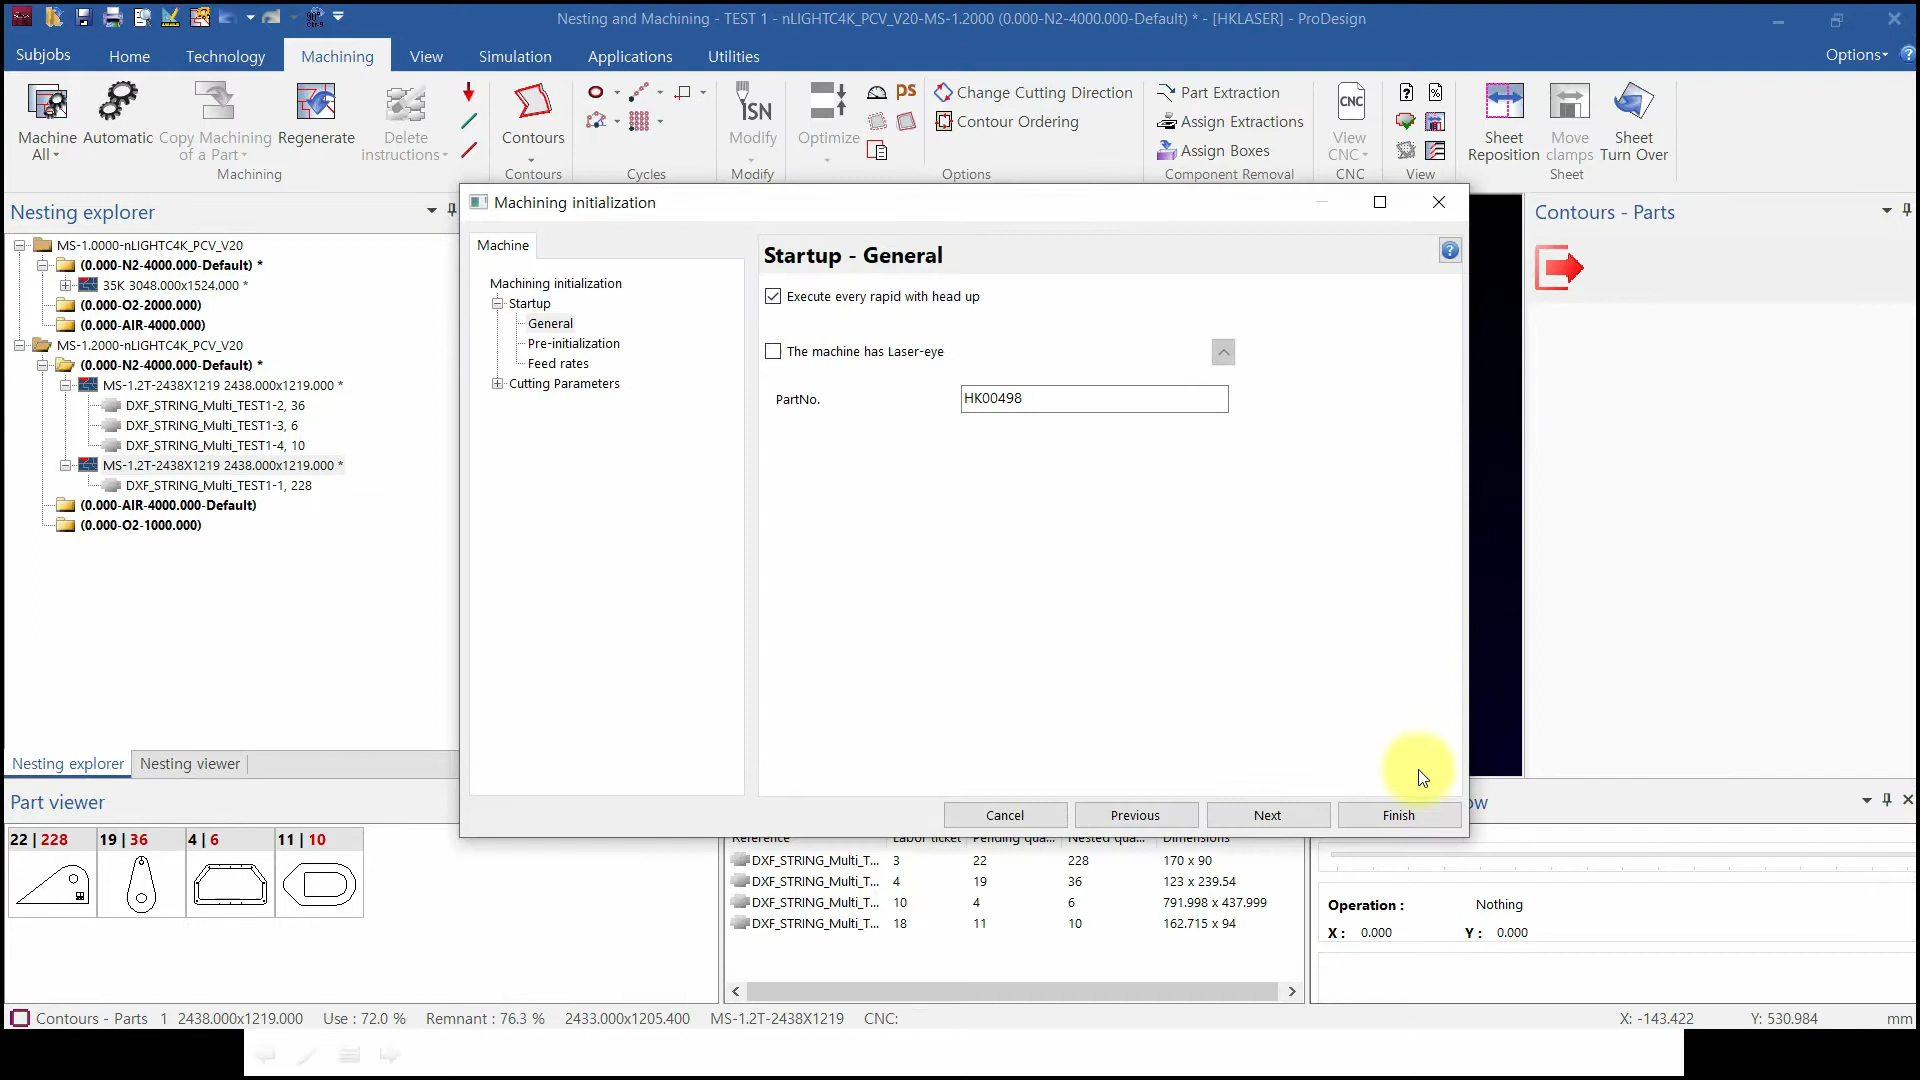 Nesting and Machining - TEST 1 - nLIGHTC4K_PCV_V20-MS-1.2000 (0.000-N2-4000.000-Default) * - [HKLASER] - ProDesign
Subjobs Home Technology Machining View Simulation Applications Utilities Options
Machine All
Automatic
Copy Machining of a Part
Regenerate
Delete instructions
Machining
Contours
Contours
Cycles
ISN
Modify
Modify
Optimize
ps
Change Cutting Direction
Contour Ordering
Options
Part Extraction
Assign Extractions
Assign Boxes
Component Removal
CNC
View CNC
CNC
View
Sheet Reposition
Move clamps
Sheet Turn Over
Sheet
Nesting explorer
MS-1.0000-nLIGHTC4K_PCV_V20
(0.000-N2-4000.000-Default) *
35K 3048.000x1524.000 *
(0.000-O2-2000.000)
(0.000-AIR-4000.000)
MS-1.2000-nLIGHTC4K_PCV_V20
(0.000-N2-4000.000-Default) *
MS-1.2T-2438X1219 2438.000x1219.000 *
DXF_STRING_Multi_TEST1-2, 36
DXF_STRING_Multi_TEST1-3, 6
DXF_STRING_Multi_TEST1-4, 10
MS-1.2T-2438X1219 2438.000x1219.000 *
DXF_STRING_Multi_TEST1-1, 228
(0.000-AIR-4000.000-Default)
(0.000-O2-1000.000)
Nesting explorer Nesting viewer
Machining initialization
Machine
Machining initialization
Startup
General
Pre-initialization
Feed rates
Cutting Parameters
Startup - General
?
Execute every rapid with head up
The machine has Laser-eye
PartNo. HK00498
Cancel Previous Next Finish
Contours - Parts
Part viewer
22 | 228 19 | 36 4 | 6 11 | 10
Reference Labor ticket Pending qua... Nested qua... Dimensions
DXF_STRING_Multi_T... 3 22 228 170 x 90
DXF_STRING_Multi_T... 4 19 36 123 x 239.54
DXF_STRING_Multi_T... 10 4 6 791.998 x 437.999
DXF_STRING_Multi_T... 18 11 10 162.715 x 94
ow
Operation : Nothing
X : 0.000 Y : 0.000
Contours - Parts 1 2438.000x1219.000 Use : 72.0 % Remnant : 76.3 % 2433.000x1205.400 MS-1.2T-2438X1219 CNC: X: -143.422 Y: 530.984 mm